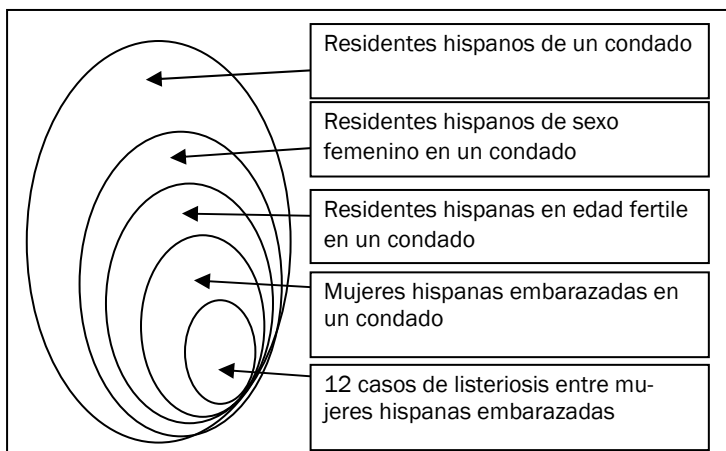 Residentes hispanos de un condado
Residentes hispanos de sexo
femenino en un condado
Residentes hispanas en edad fertile
en un condado
Mujeres hispanas embarazadas en
un condado
12 casos de listeriosis entre mu-
jeres hispanas embarazadas